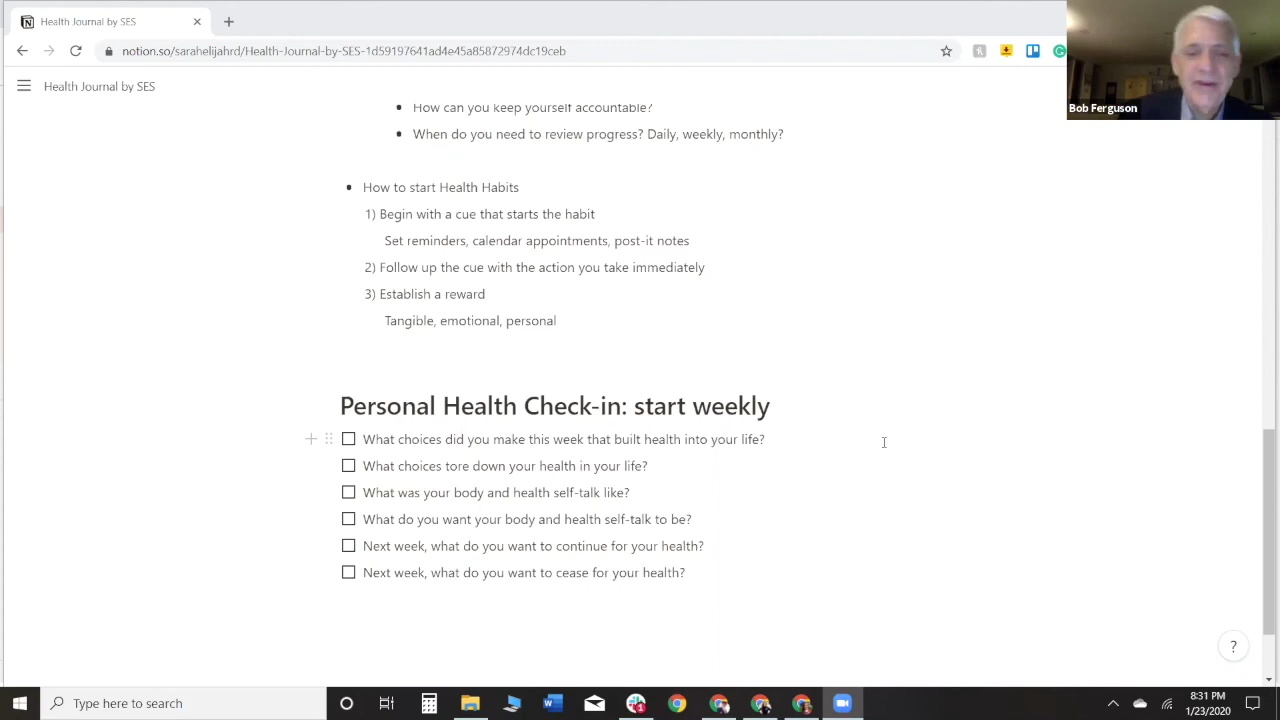 Health Journal by SES
notion.so/sarahelijahrd/Health-Journal-by-SES-1d59197641ad4e45a85872974dc19ceb
Health Journal by SES
Bob Ferguson
How can you keep yourself accountable?
When do you need to review progress? Daily, weekly, monthly?
How to start Health Habits
1) Begin with a cue that starts the habit
Set reminders, calendar appointments, post-it notes
2) Follow up the cue with the action you take immediately
3) Establish a reward
Tangible, emotional, personal
Personal Health Check-in: start weekly
What choices did you make this week that built health into your life?
What choices tore down your health in your life?
What was your body and health self-talk like?
What do you want your body and health self-talk to be?
Next week, what do you want to continue for your health?
Next week, what do you want to cease for your health?
?
Type here to search
8:31 PM
1/23/2020